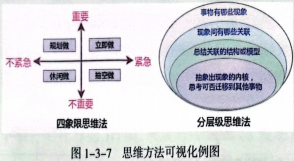 重要
规划做
立即做
不紧急
紧急
休闲做
抽空做
不重要
四象限思维法
事物有哪些现象
现象间有哪些关联
总结关联的结构或模型
抽象出现象的内核，
思考可否迁移到其他事物
分层级思维法
图 1-3-7 思维方法可视化例图